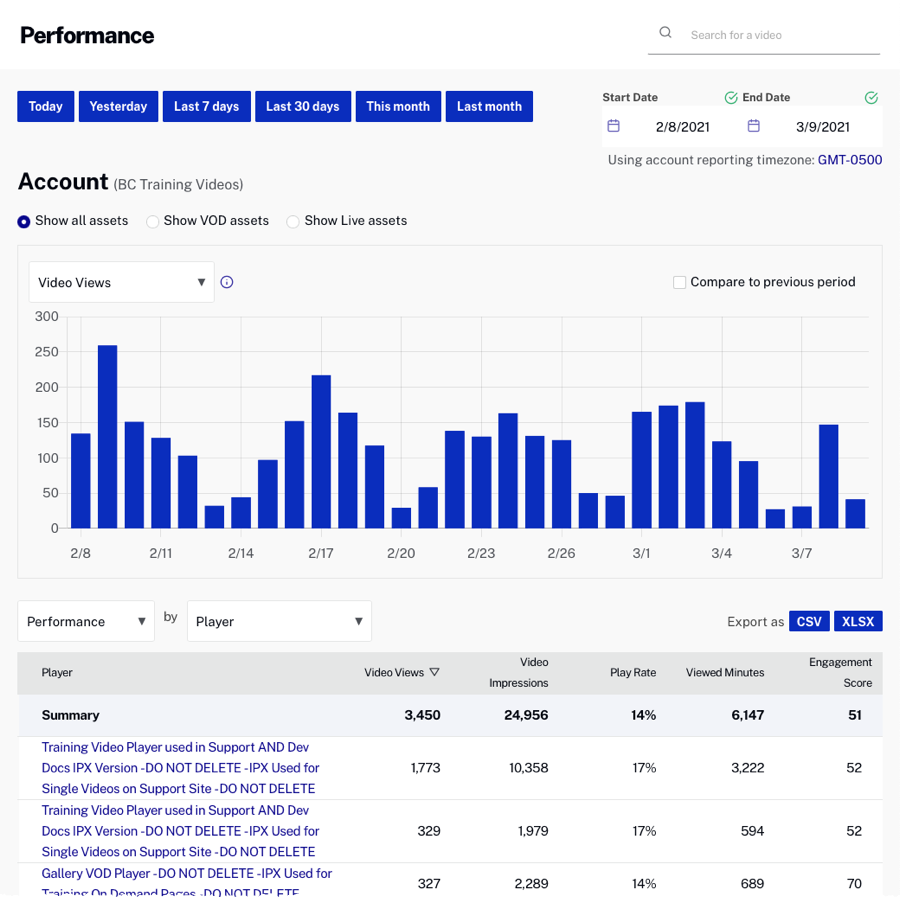 Performance
Search for a video
Today Yesterday Last 7 days Last 30 days This month Last month
Start Date End Date
2/8/2021 3/9/2021
Using account reporting timezone: GMT-0500
Account (BC Training Videos)
Show all assets Show VOD assets Show Live assets
Video Views Compare to previous period
300
250
200
150
100
50
0
2/8 2/11 2/14 2/17 2/20 2/23 2/26 3/1 3/4 3/7
Performance by Player Export as CSV XLSX
Player Video Views Video Impressions Play Rate Viewed Minutes Engagement Score
Summary 3,450 24,956 14% 6,147 51
Training Video Player used in Support AND Dev
Docs IPX Version -DO NOT DELETE -IPX Used for 1,773 10,358 17% 3,222 52
Single Videos on Support Site -DO NOT DELETE
Training Video Player used in Support AND Dev
Docs IPX Version -DO NOT DELETE -IPX Used for 329 1,979 17% 594 52
Single Videos on Support Site -DO NOT DELETE
Gallery VOD Player -DO NOT DELETE -IPX Used for 327 2,289 14% 689 70
Training On Demand Pages -DO NOT DELETE